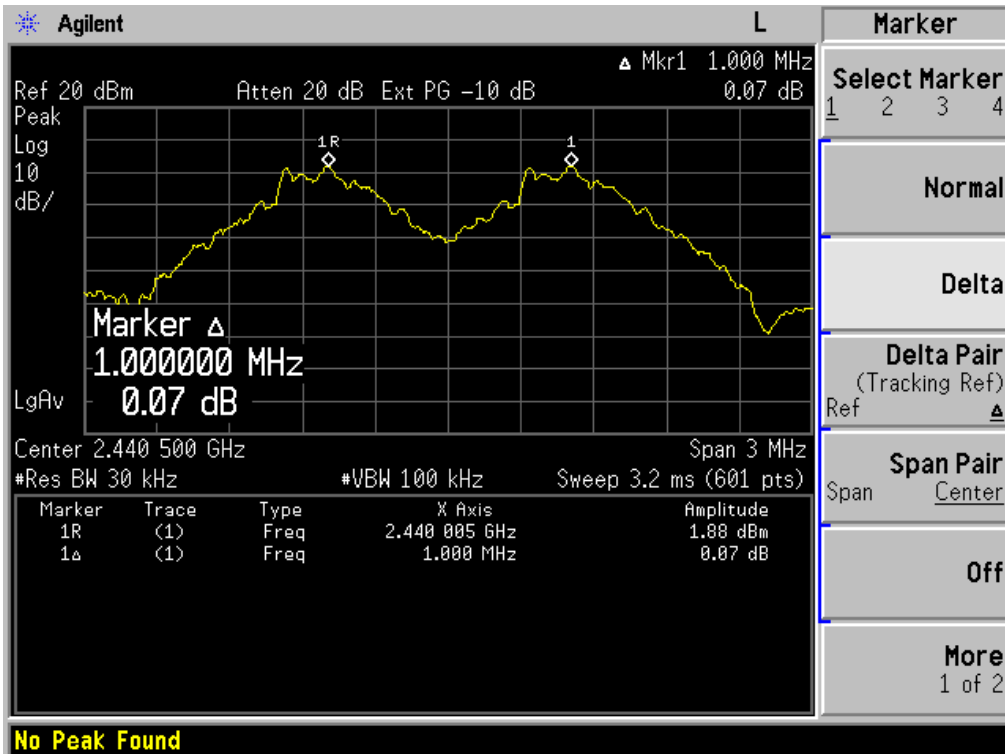 Agilent L Marker
Δ Mkr1 1.000 MHz
Ref 20 dBm Atten 20 dB Ext PG -10 dB 0.07 dB
Peak
Log
10
dB/
1R 1
Marker Δ
1.000000 MHz
0.07 dB
LgAv
Center 2.440 500 GHz Span 3 MHz
#Res BW 30 kHz #VBW 100 kHz Sweep 3.2 ms (601 pts)
Marker Trace Type X Axis Amplitude
1R (1) Freq 2.440 005 GHz 1.88 dBm
1Δ (1) Freq 1.000 MHz 0.07 dB
No Peak Found
Select Marker
1 2 3 4
Normal
Delta
Delta Pair
(Tracking Ref)
Ref Δ
Span Pair
Span Center
Off
More
1 of 2